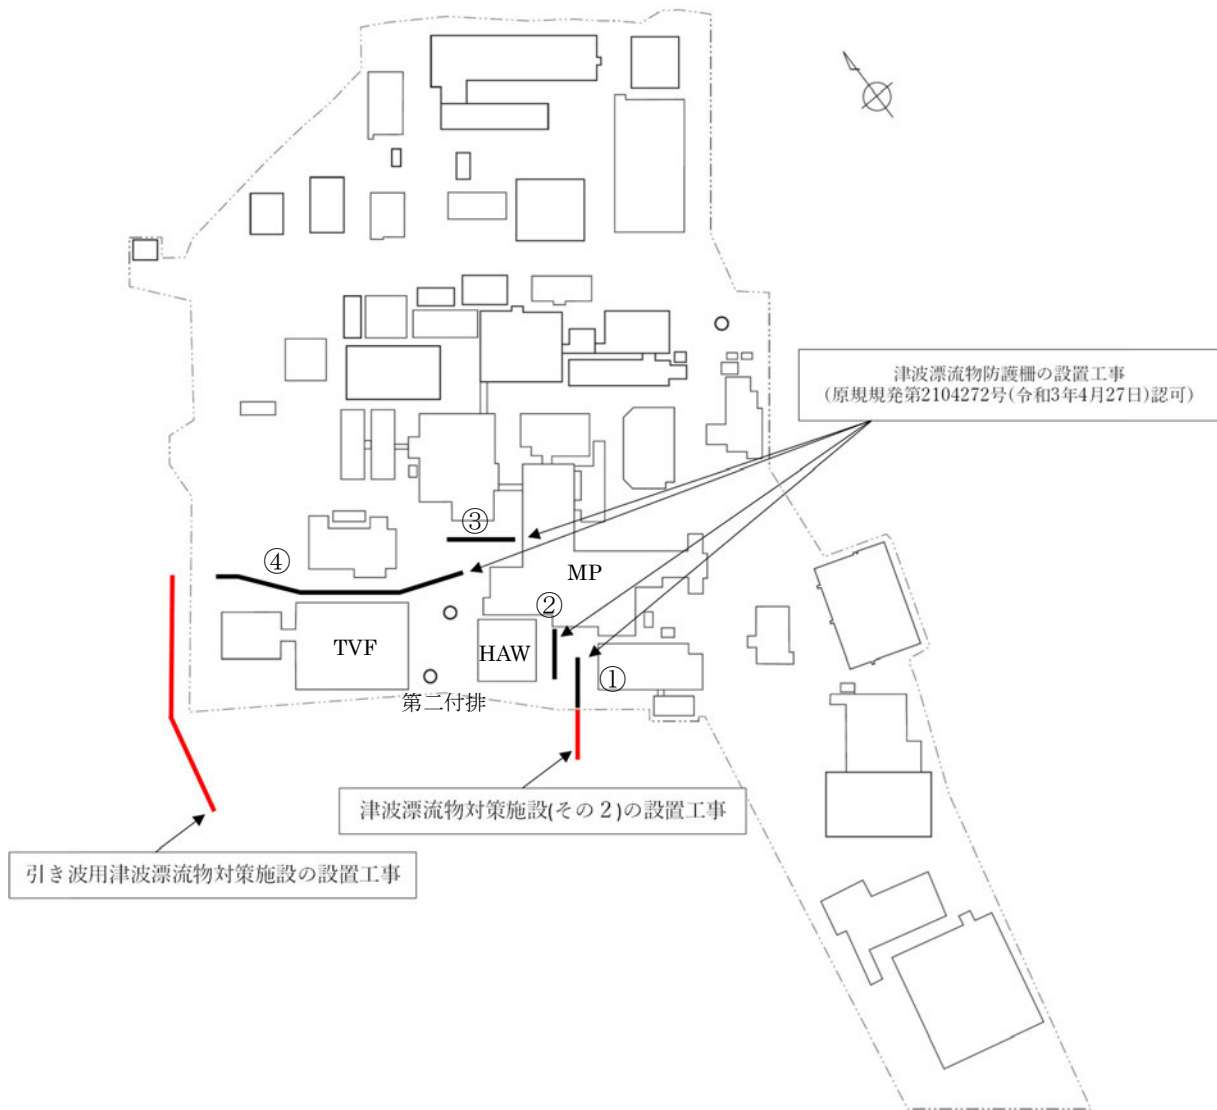 津波漂流物防護柵の設置工事
(原規規発第2104272号(令和3年4月27日)認可)
③
④
MP
②
TVF
HAW
①
第二付排
津波漂流物対策施設(その２)の設置工事
引き波用津波漂流物対策施設の設置工事